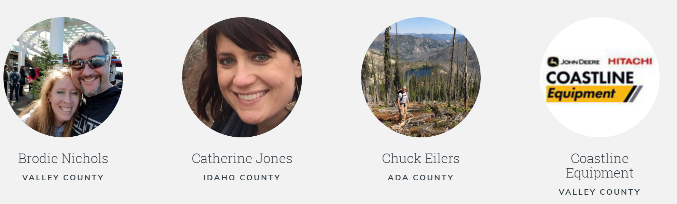 JOHN DEERE HITACHI
COASTLINE
Equipment
Brodie Nichols
VALLEY COUNTY
Catherine Jones
IDAHO COUNTY
Chuck Eilers
ADA COUNTY
Coastline
Equipment
VALLEY COUNTY